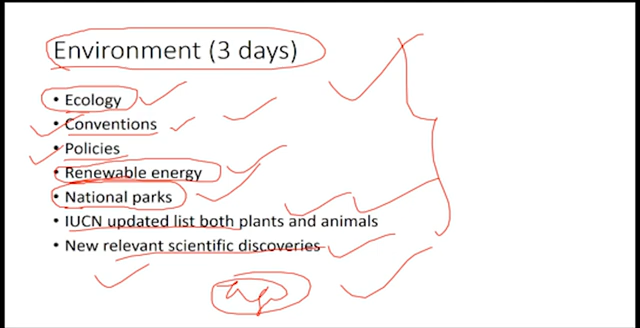 Environment (3 days)
• Ecology
• Conventions
• Policies
• Renewable energy
• National parks
• IUCN updated list both plants and animals
• New relevant scientific discoveries